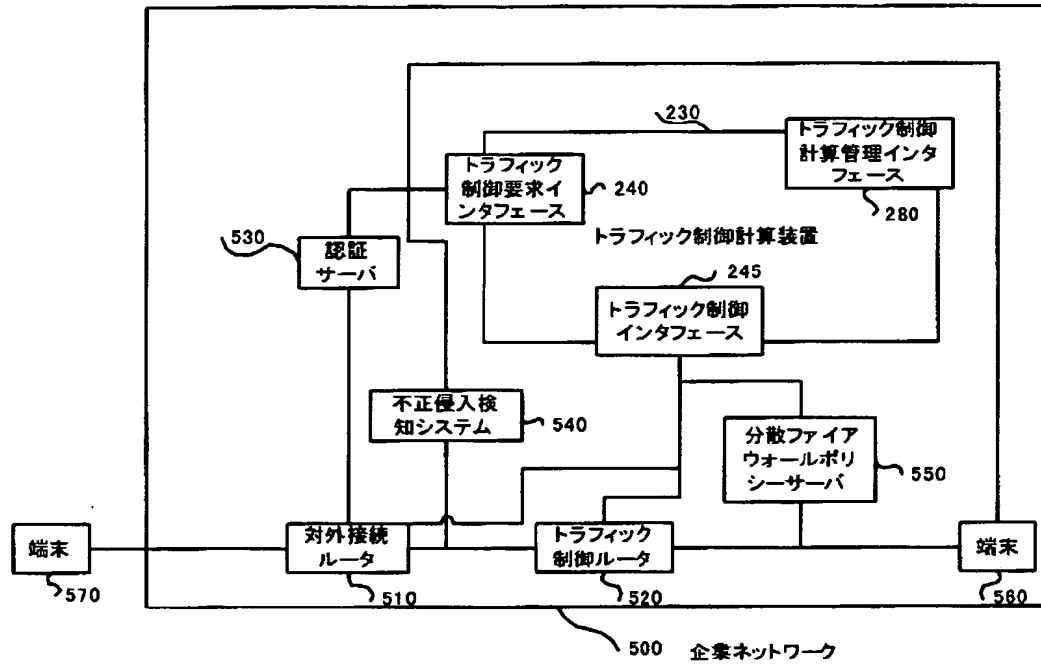 230
トラフィック制御
計算管理インタ
フェース
280
トラフィック
制御要求イ
ンタフェース
240
トラフィック制御計算装置
530
認証
サーバ
245
トラフィック制御
インタフェース
不正侵入検
知システム
540
分散ファイア
ウォールポリ
シーサーバ
550
端末
570
対外接続
ルータ
510
トラフィック
制御ルータ
520
端末
560
500
企業ネットワーク